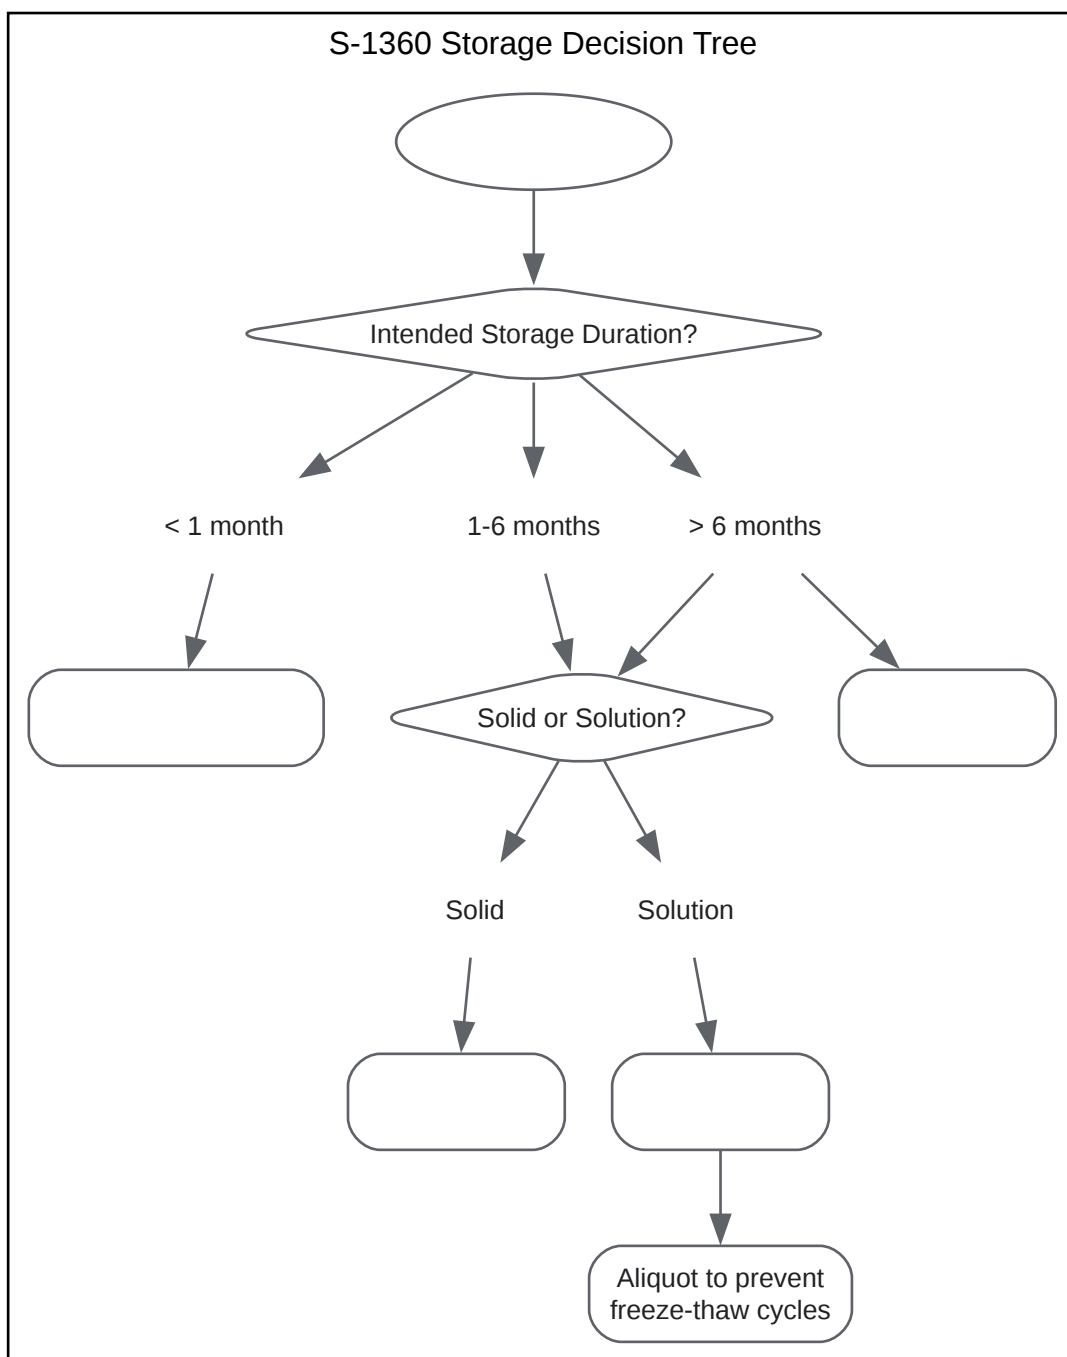 S-1360 Storage Decision Tree
Intended Storage Duration?
< 1 month
1-6 months
> 6 months
Solid or Solution?
Solid
Solution
Aliquot to prevent
freeze-thaw cycles